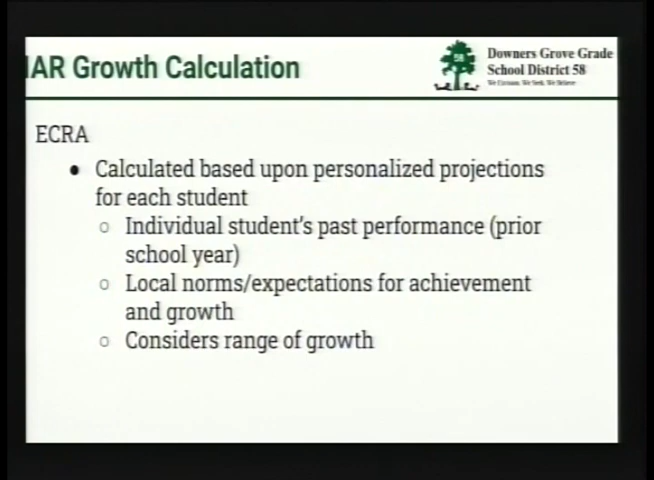 IAR Growth Calculation
58
Downers Grove Grade
School District 58
ECRA
• Calculated based upon personalized projections
for each student
○ Individual student's past performance (prior
school year)
○ Local norms/expectations for achievement
and growth
○ Considers range of growth